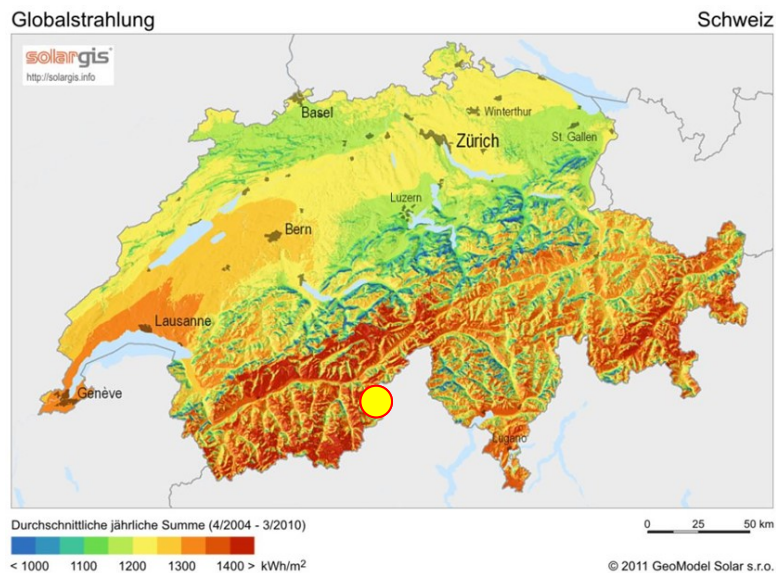 Globalstrahlung
Schweiz
solargis
http://solargis.info
Basel
Winterthur
Zürich
St. Gallen
Luzern
Bern
Lausanne
Genève
Lugano
Durchschnittliche jährliche Summe (4/2004 - 3/2010)
0 25 50 km
< 1000 1100 1200 1300 1400 > kWh/m²
© 2011 GeoModel Solar s.r.o.